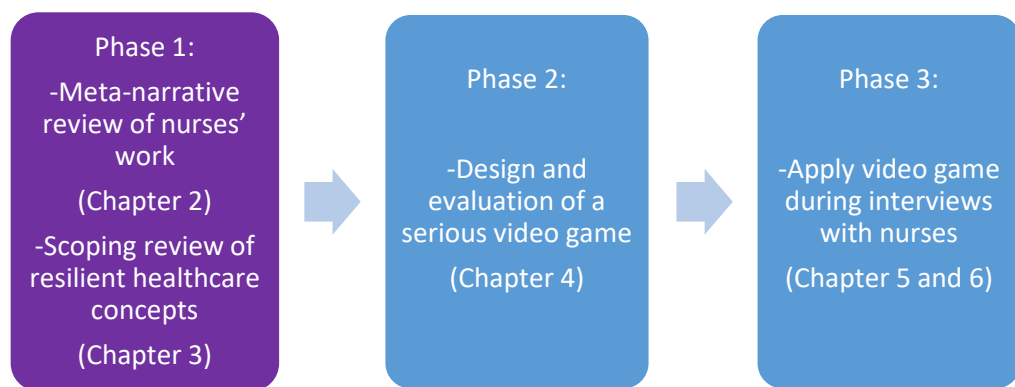 Phase 1:
-Meta-narrative
review of nurses’
work
(Chapter 2)
-Scoping review of
resilient healthcare
concepts
(Chapter 3)
Phase 2:
-Design and
evaluation of a
serious video game
(Chapter 4)
Phase 3:
-Apply video game
during interviews
with nurses
(Chapter 5 and 6)